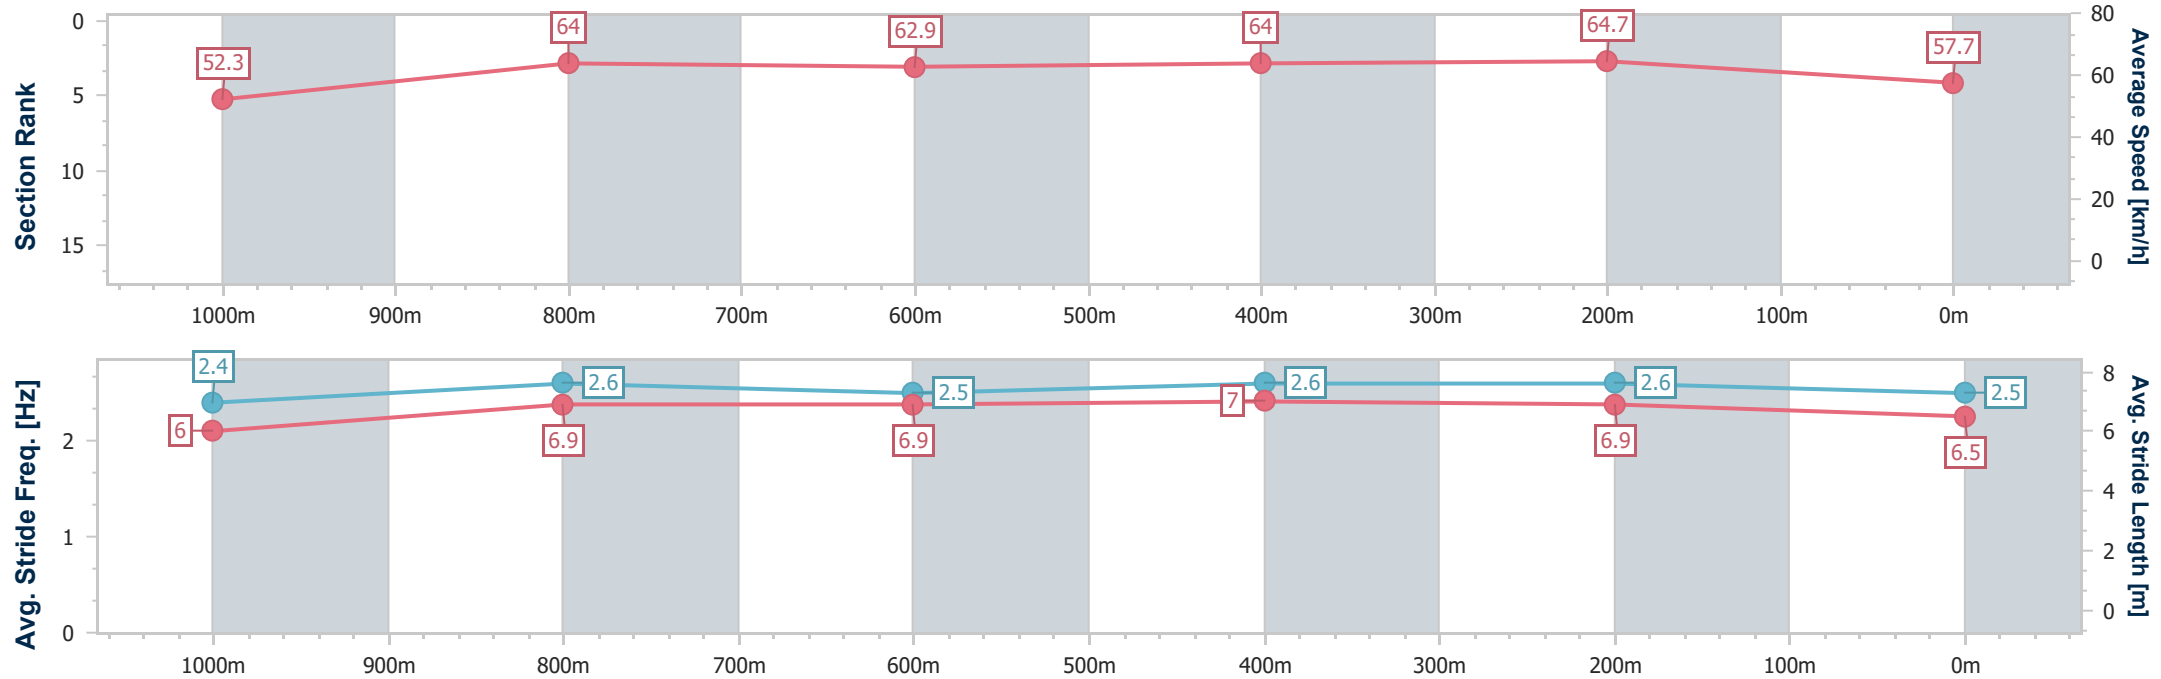 Section Rank
0
5
10
15
52.3
64
62.9
64
64.7
57.7
80
60
40
20
0
Average Speed [km/h]
1000m
900m
800m
700m
600m
500m
400m
300m
200m
100m
0m
Avg. Stride Freq. [Hz]
2
1
0
2.4
2.6
2.5
2.6
2.6
2.5
6
6.9
6.9
7
6.9
6.5
8
6
4
2
0
Avg. Stride Length [m]
1000m
900m
800m
700m
600m
500m
400m
300m
200m
100m
0m